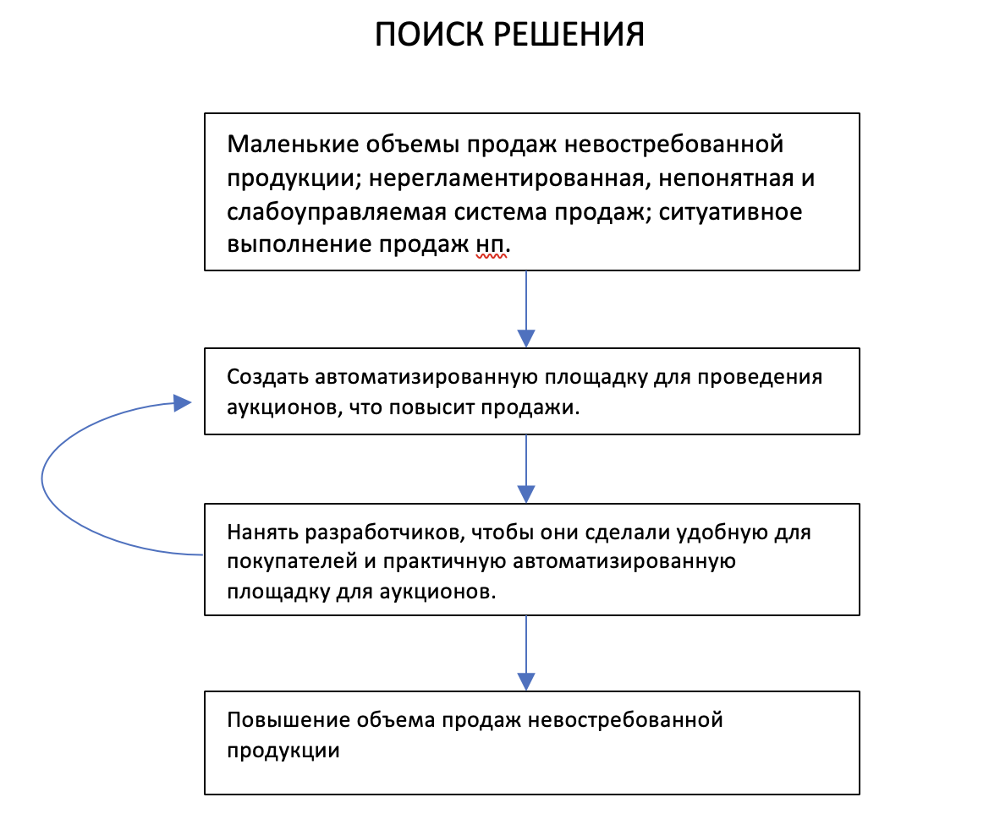 ПОИСК РЕШЕНИЯ
Маленькие объемы продаж невостребованной
продукции; нерегламентированная, непонятная и
слабоуправляемая система продаж; ситуативное
выполнение продаж нп.
Создать автоматизированную площадку для проведения
аукционов, что повысит продажи.
Нанять разработчиков, чтобы они сделали удобную для
покупателей и практичную автоматизированную
площадку для аукционов.
Повышение объема продаж невостребованной
продукции